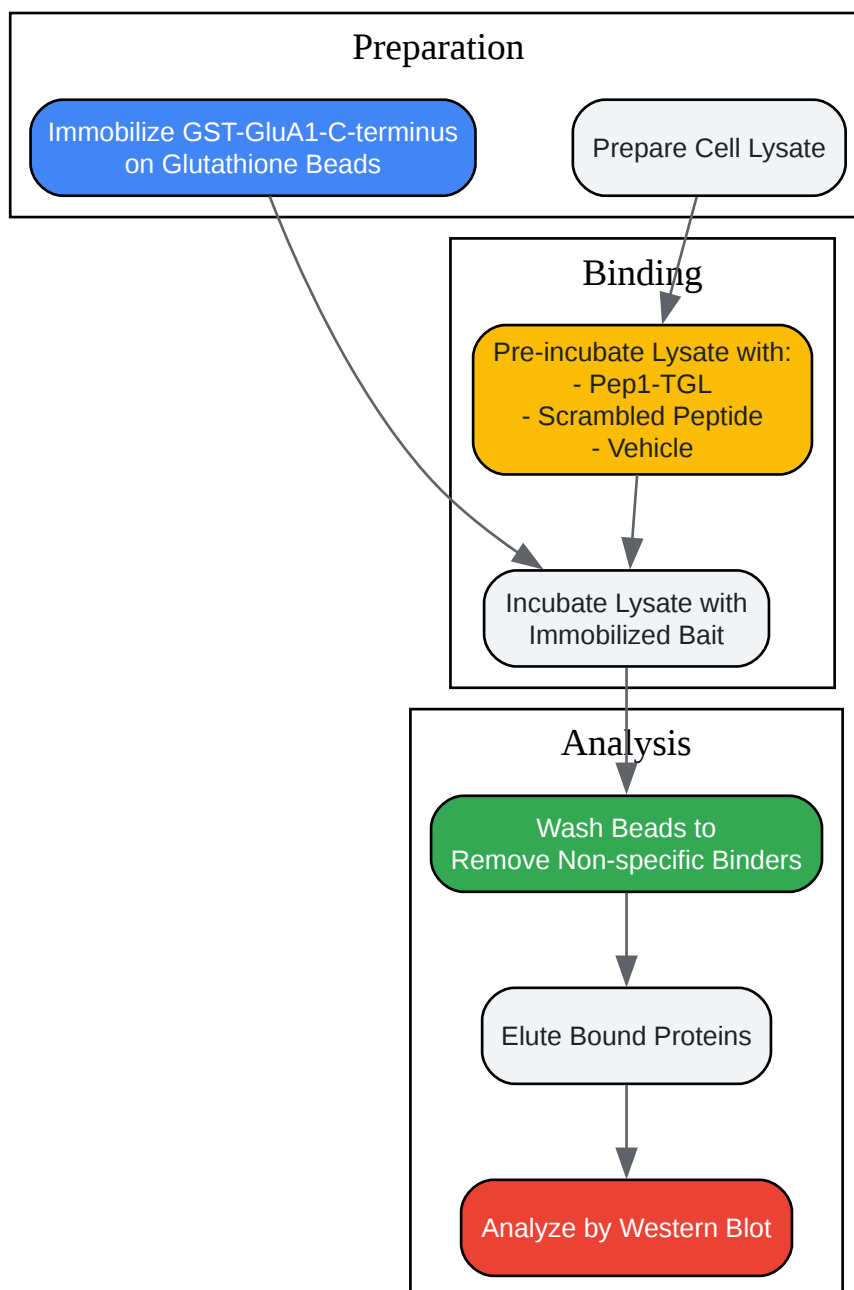 Preparation
Immobilize GST-GluA1-C-terminus
on Glutathione Beads
Prepare Cell Lysate
Binding
Pre-incubate Lysate with:
- Pep1-TGL
- Scrambled Peptide
- Vehicle
Incubate Lysate with
Immobilized Bait
Analysis
Wash Beads to
Remove Non-specific Binders
Elute Bound Proteins
Analyze by Western Blot